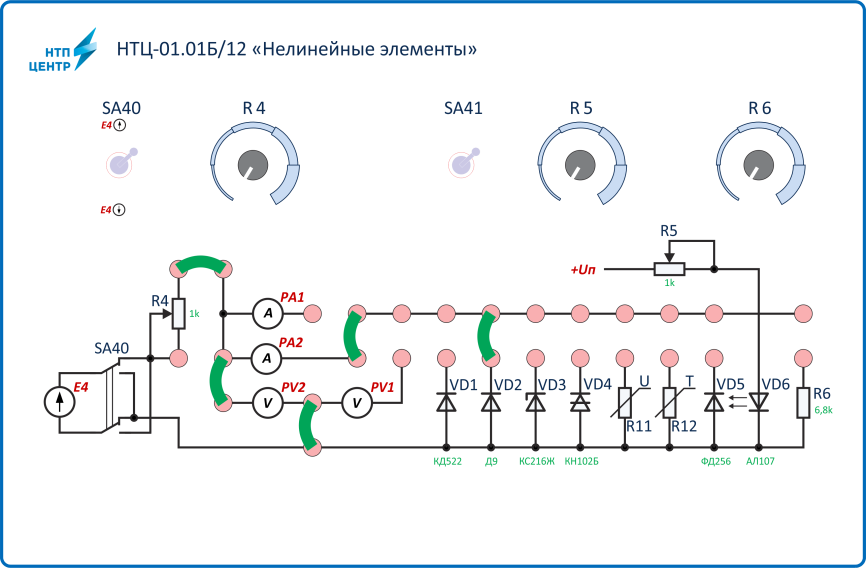 НТП
ЦЕНТР
НТЦ-01.01Б/12 «Нелинейные элементы»
SA40
R 4
SA41
R 5
R 6
E4
E4
R5
+Uп
1k
PA1
R4
1k
A
PA2
SA40
A
E4
PV2
PV1
V
V
VD1
VD2
VD3
VD4
U
T
VD5
VD6
R6
6,8k
R11
R12
КД522
Д9
КС216Ж
КН102Б
ФД256
АЛ107